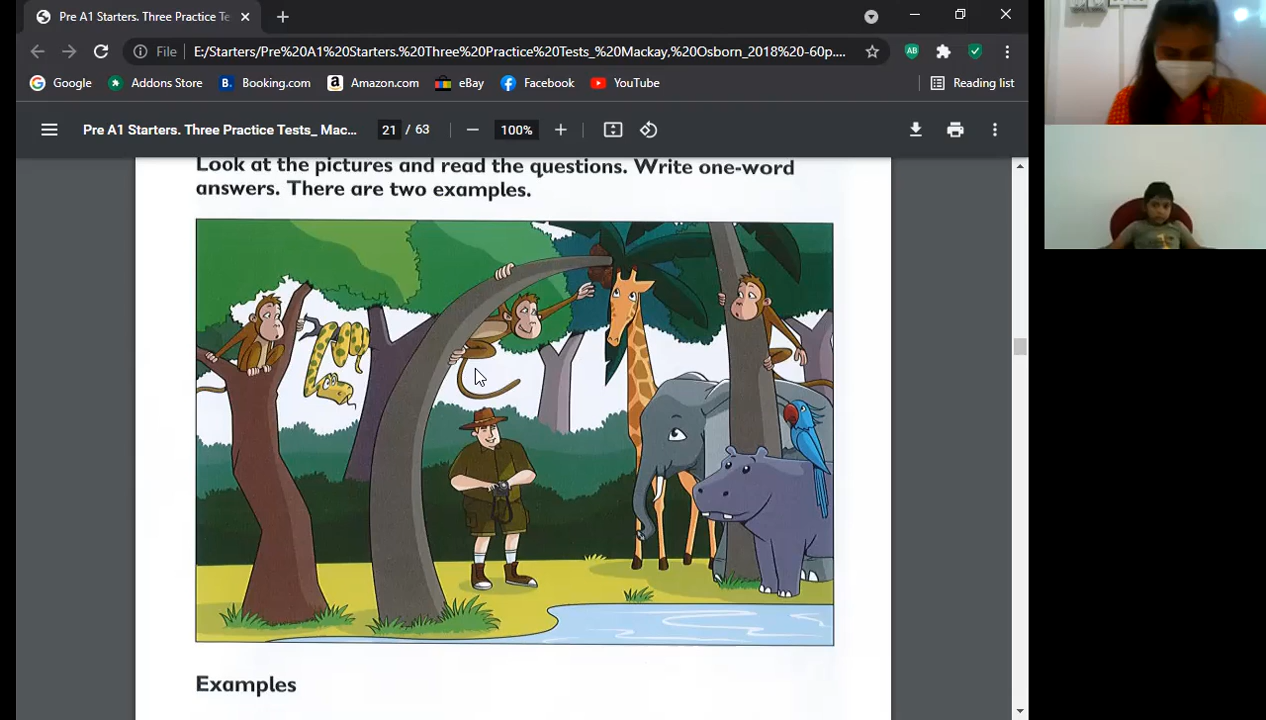 Pre A1 Starters. Three Practice Te
File
E:/Starters/Pre%20A1%20Starters.%20Three%20Practice%20Tests_%20Mackay,%20Osborn_2018%20-60p....
AB
Google
Addons Store
B. Booking.com
a Amazon.com
eBay
Facebook
YouTube
Reading list
Pre A1 Starters. Three Practice Tests_ Mac...
21 / 63
100%
Look at the pictures and read the questions. Write one-word
answers. There are two examples.
Examples